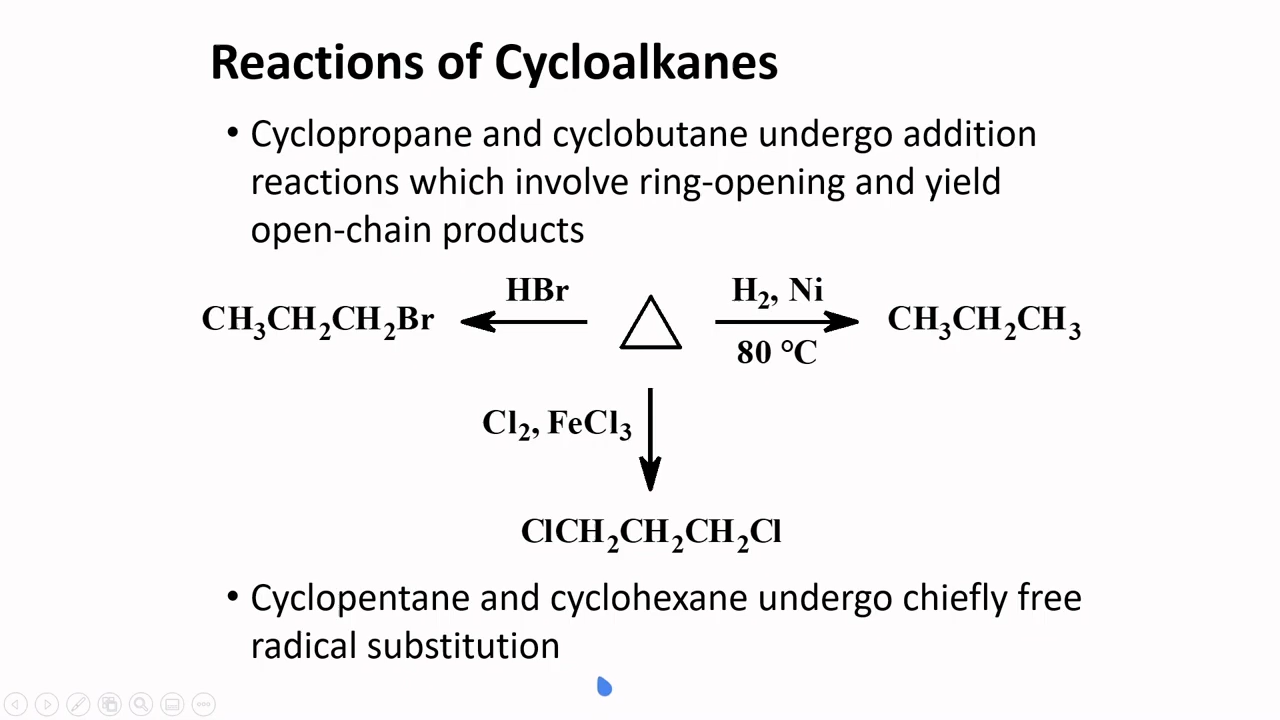 Reactions of Cycloalkanes
• Cyclopropane and cyclobutane undergo addition
reactions which involve ring-opening and yield
open-chain products
HBr
H₂, Ni
CH₃CH₂CH₂Br
CH₃CH₂CH₃
80 °C
Cl₂, FeCl₃
ClCH₂CH₂CH₂Cl
• Cyclopentane and cyclohexane undergo chiefly free
radical substitution